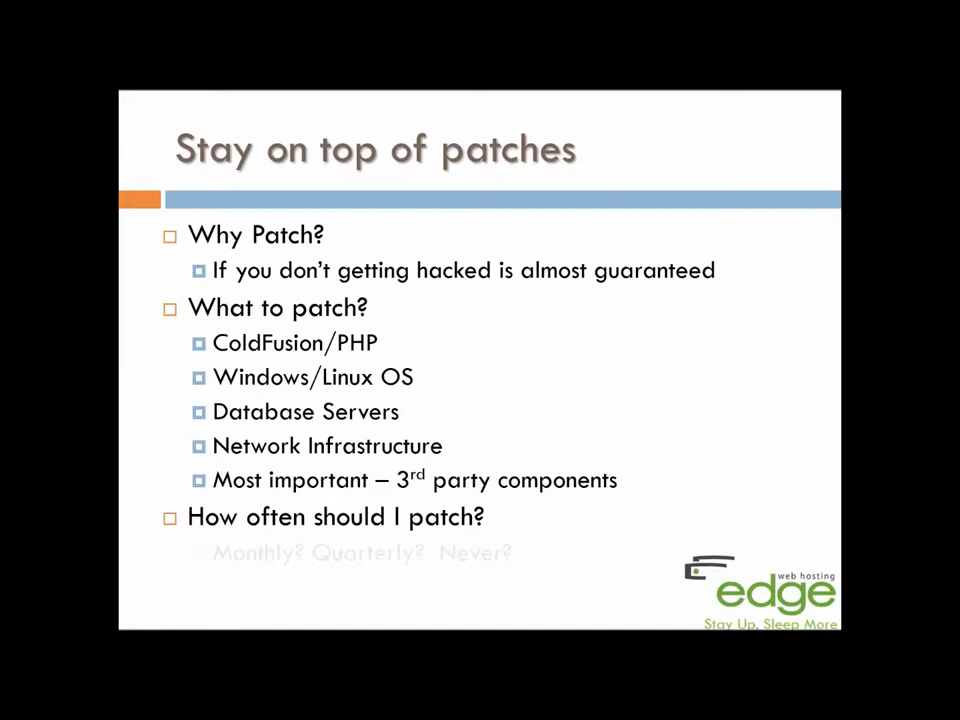 Stay on top of patches
Why Patch?
If you don't getting hacked is almost guaranteed
What to patch?
ColdFusion/PHP
Windows/Linux OS
Database Servers
Network Infrastructure
Most important – 3rd party components
How often should I patch?
Monthly? Quarterly? Never?
web hosting
edge
Stay Up, Sleep More